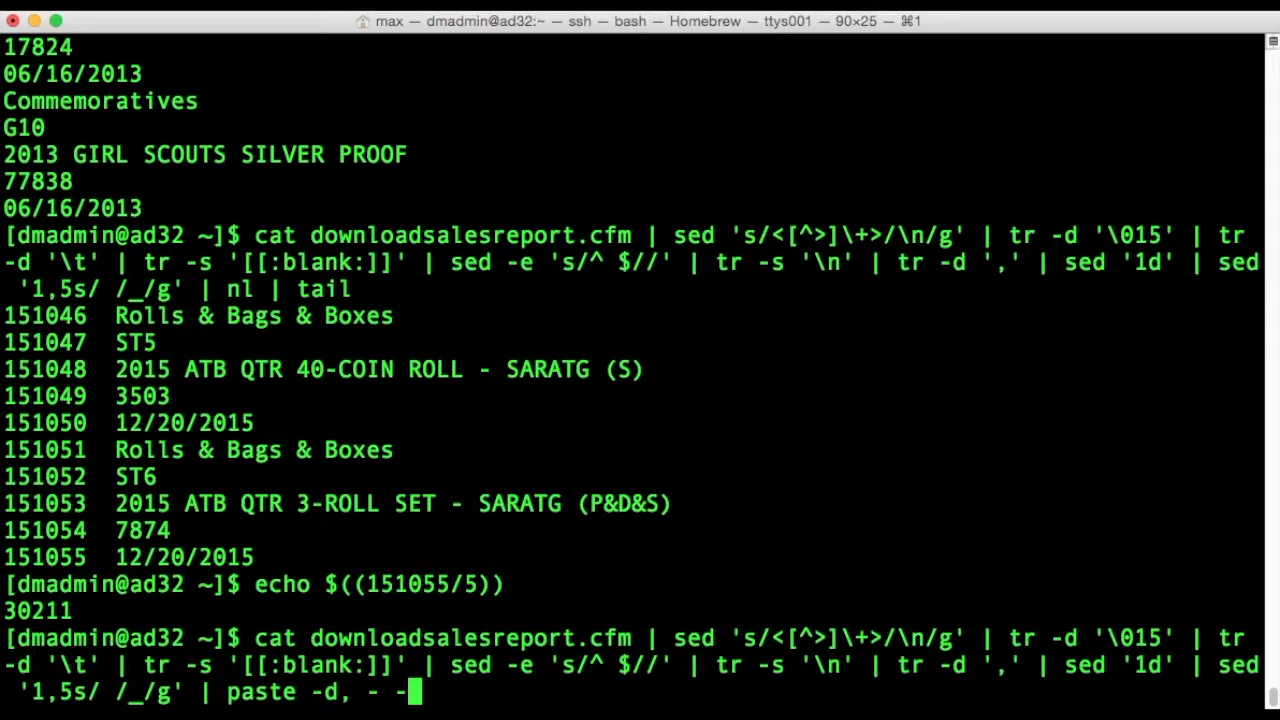 max — dmadmin@ad32:~ — ssh — bash — Homebrew — ttys001 — 90×25 — ⌘1
17824
06/16/2013
Commemoratives
G10
2013 GIRL SCOUTS SILVER PROOF
77838
06/16/2013
[dmadmin@ad32 ~]$ cat downloadsalesreport.cfm | sed 's/<[^>]\+>/\n/g' | tr -d '\015' | tr
-d '\t' | tr -s '[[:blank:]]' | sed -e 's/^ $//' | tr -s '\n' | tr -d ',' | sed '1d' | sed
'1,5s/ /_/g' | nl | tail
151046  Rolls & Bags & Boxes
151047  ST5
151048  2015 ATB QTR 40-COIN ROLL - SARATG (S)
151049  3503
151050  12/20/2015
151051  Rolls & Bags & Boxes
151052  ST6
151053  2015 ATB QTR 3-ROLL SET - SARATG (P&D&S)
151054  7874
151055  12/20/2015
[dmadmin@ad32 ~]$ echo $((151055/5))
30211
[dmadmin@ad32 ~]$ cat downloadsalesreport.cfm | sed 's/<[^>]\+>/\n/g' | tr -d '\015' | tr
-d '\t' | tr -s '[[:blank:]]' | sed -e 's/^ $//' | tr -s '\n' | tr -d ',' | sed '1d' | sed
'1,5s/ /_/g' | paste -d, - -